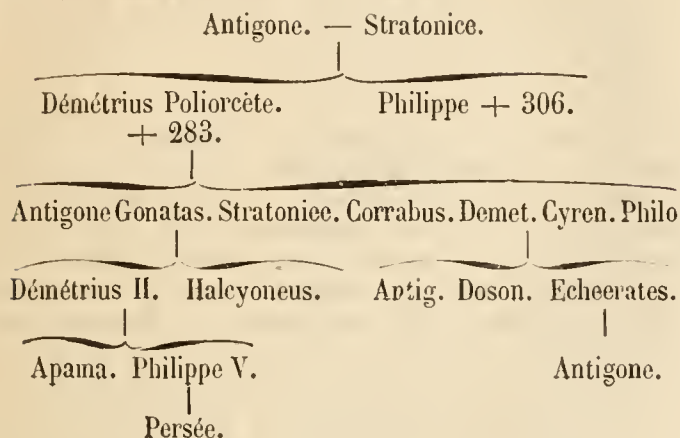 Antigone. — Stratonice.
Démétrius Poliorcète. Philippe + 306.
+ 283.
Antigone Gonatas. Stratonice. Corrabus. Demet. Cyren. Philo
Démétrius II. Halcyoneus. Antig. Doson. Echecrates.
Apama. Philippe V. Antigone.
Persée.